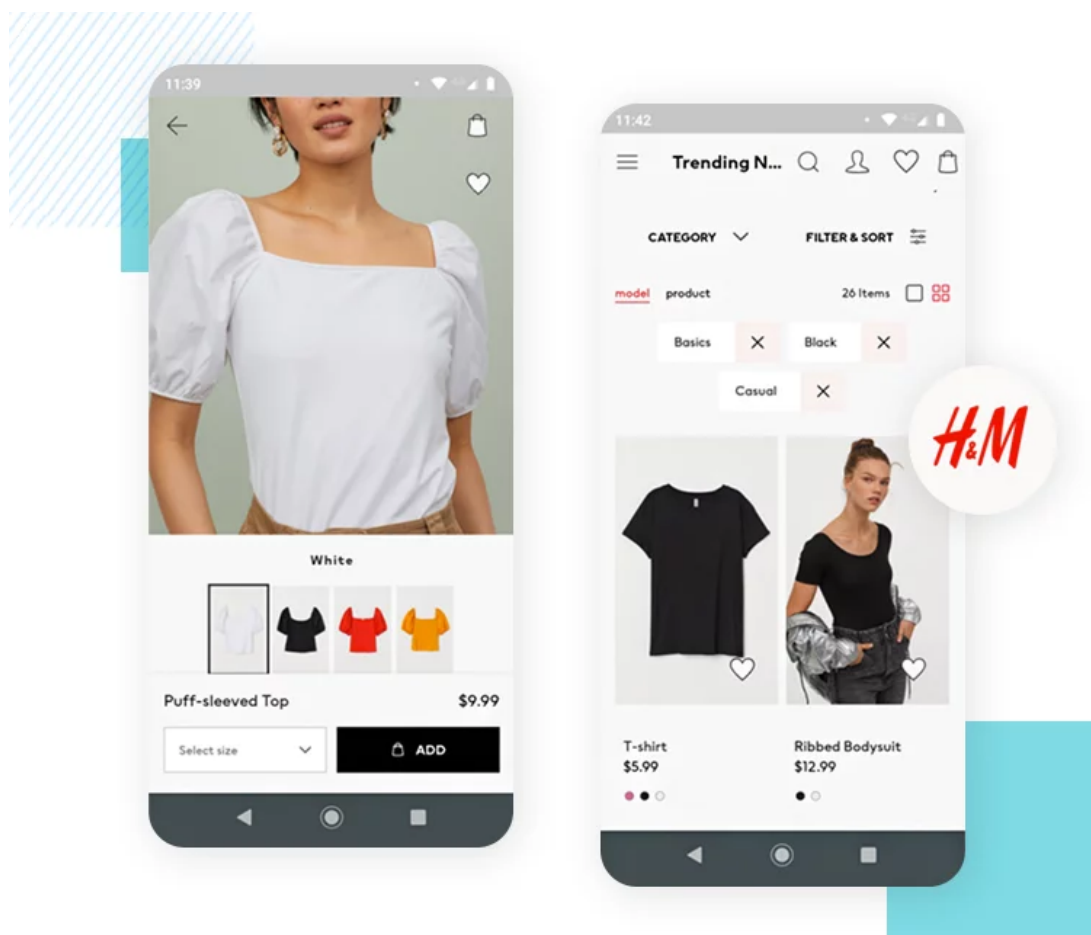 11:39
White
Puff-sleeved Top $9.99
Select size ADD
11:42
Trending N...
CATEGORY FILTER & SORT
model product 26 Items
Basics Black
Casual
H&M
T-shirt Ribbed Bodysuit
$5.99 $12.99